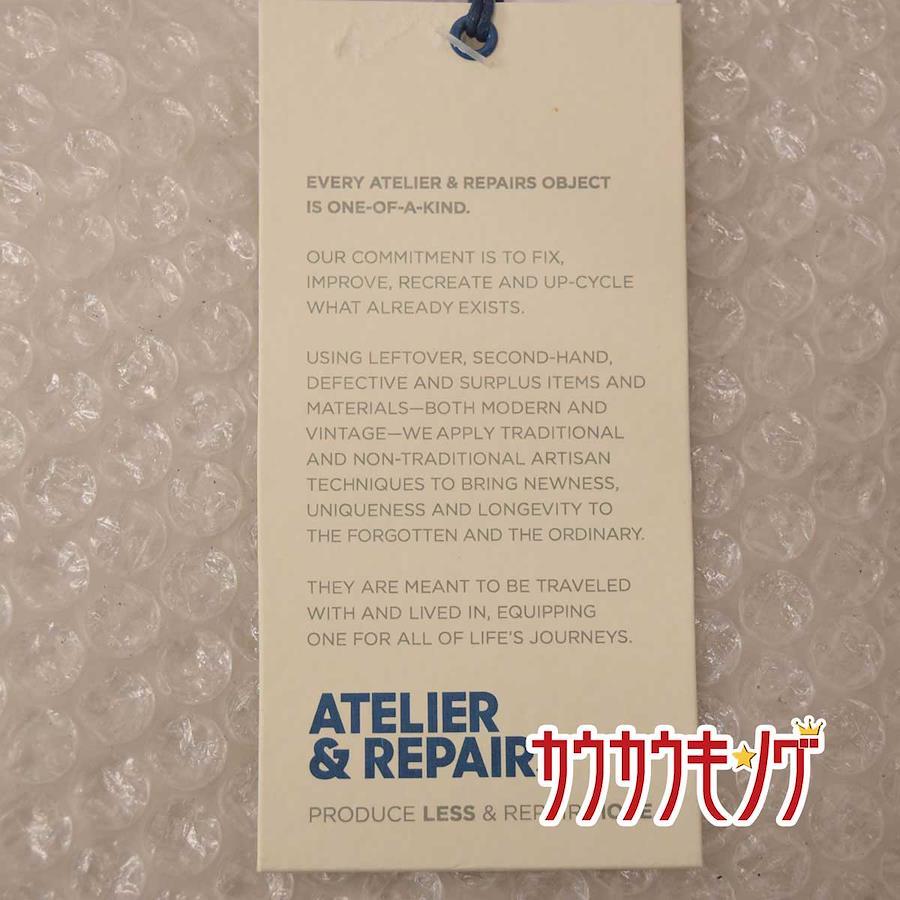 EVERY ATELIER & REPAIRS OBJECT
IS ONE-OF-A-KIND.
OUR COMMITMENT IS TO FIX,
IMPROVE, RECREATE AND UP-CYCLE
WHAT ALREADY EXISTS.
USING LEFTOVER, SECOND-HAND,
DEFECTIVE AND SURPLUS ITEMS AND
MATERIALS—BOTH MODERN AND
VINTAGE—WE APPLY TRADITIONAL
AND NON-TRADITIONAL ARTISAN
TECHNIQUES TO BRING NEWNESS,
UNIQUENESS AND LONGEVITY TO
THE FORGOTTEN AND THE ORDINARY.
THEY ARE MEANT TO BE TRAVELED
WITH AND LIVED IN, EQUIPPING
ONE FOR ALL OF LIFE'S JOURNEYS.
ATELIER
& REPAIRS
カウカウキング
PRODUCE LESS &